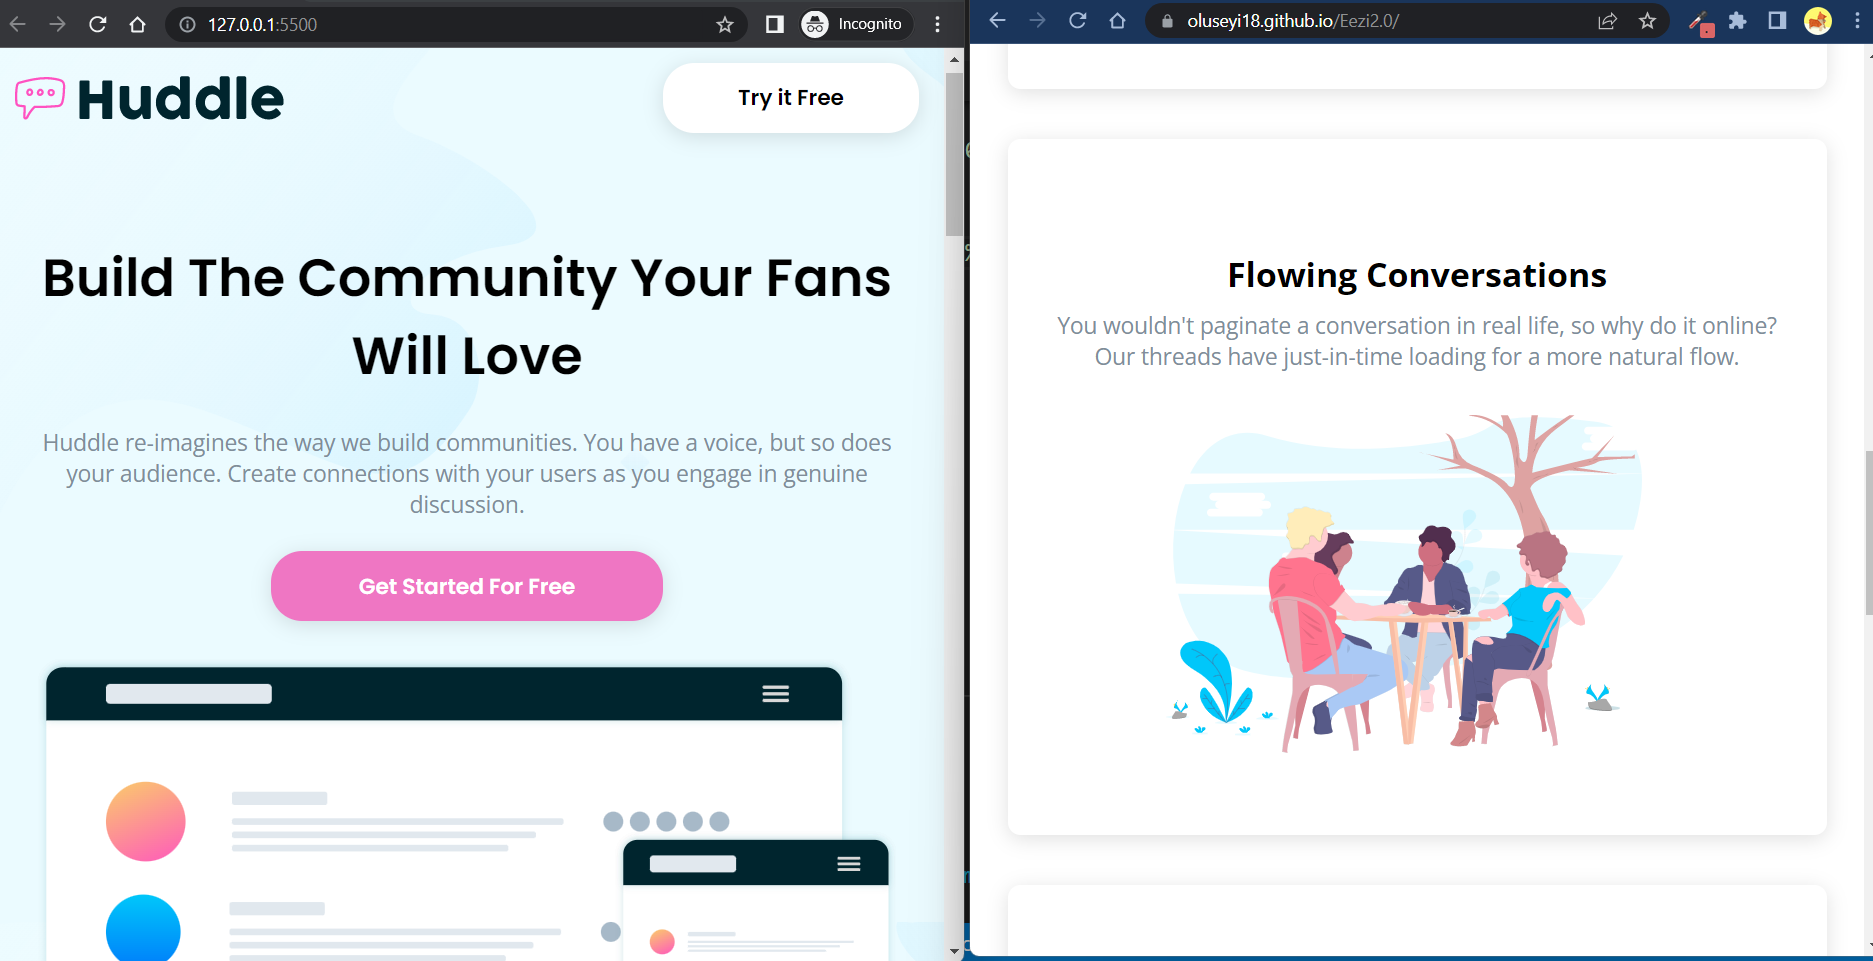 127.0.0.1:5500
Incognito
Huddle
Try it Free
Build The Community Your Fans
Will Love
Huddle re-imagines the way we build communities. You have a voice, but so does
your audience. Create connections with your users as you engage in genuine
discussion.
Get Started For Free
oluseyi18.github.io/Eezi2.0/
Flowing Conversations
You wouldn't paginate a conversation in real life, so why do it online?
Our threads have just-in-time loading for a more natural flow.